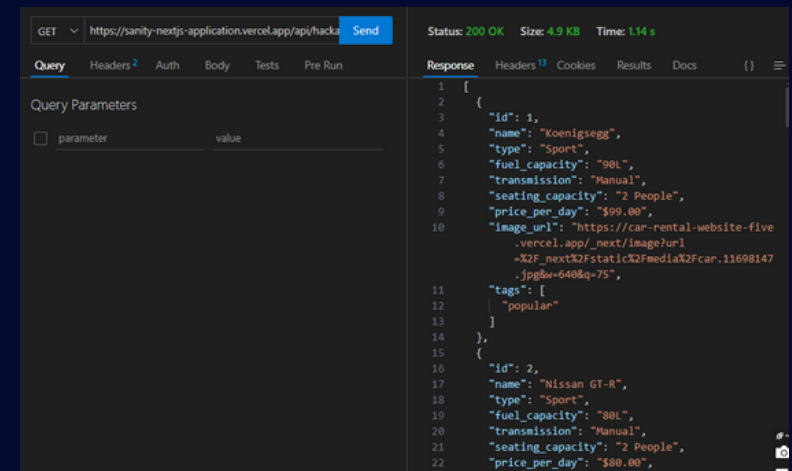 GET https://sanity-nextjs-application.vercel.app/api/hacka Send
Query Headers 2 Auth Body Tests Pre Run
Query Parameters
parameter value
Status: 200 OK Size: 4.9 KB Time: 1.14 s
Response Headers 13 Cookies Results Docs {}
1 [
2 {
3 "id": 1,
4 "name": "Koenigsegg",
5 "type": "Sport",
6 "fuel_capacity": "90L",
7 "transmission": "Manual",
8 "seating_capacity": "2 People",
9 "price_per_day": "$99.00",
10 "image_url": "https://car-rental-website-five
.vercel.app/_next/image?url
=%2F_next%2Fstatic%2Fmedia%2Fcar.11698147
.jpg&w=640&q=75",
11 "tags": [
12 "popular"
13 ]
14 },
15 {
16 "id": 2,
17 "name": "Nissan GT-R",
18 "type": "Sport",
19 "fuel_capacity": "80L",
20 "transmission": "Manual",
21 "seating_capacity": "2 People",
22 "price_per_day": "$80.00",